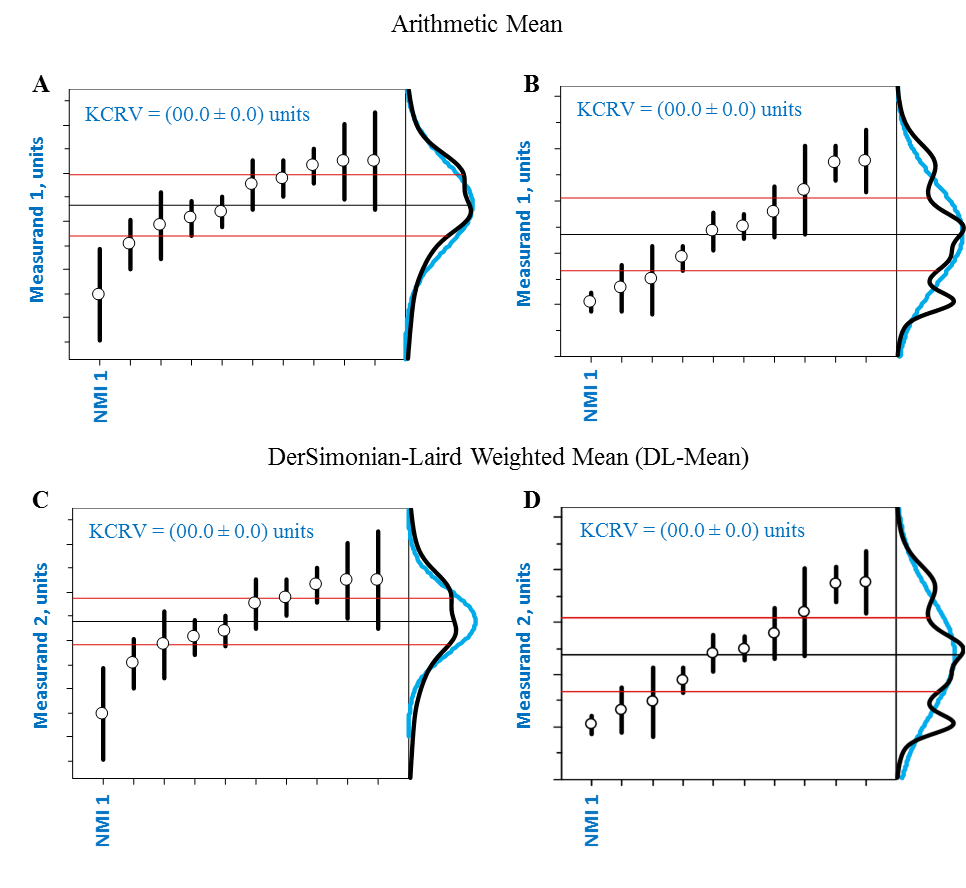 Arithmetic Mean
A
B
KCRV = (00.0 ± 0.0) units
KCRV = (00.0 ± 0.0) units
Measurand 1, units
Measurand 1, units
NMI 1
NMI 1
DerSimonian-Laird Weighted Mean (DL-Mean)
C
D
KCRV = (00.0 ± 0.0) units
KCRV = (00.0 ± 0.0) units
Measurand 2, units
Measurand 2, units
NMI 1
NMI 1